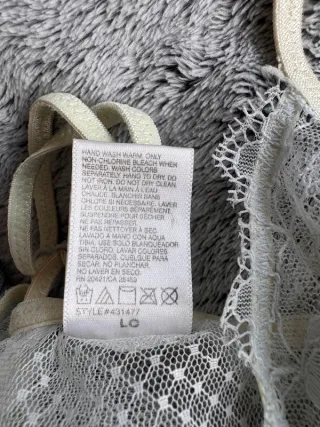 HAND WASH WARM, ONLY
NON-CHLORINE BLEACH WHEN
NEEDED. WASH COLORS
SEPARATELY. HANG TO DRY. DO
NOT IRON. DO NOT DRY CLEAN.
LAVER À LA MAIN À L'EAU
CHAUDE. BLANCHIR SANS
CHLORE SI NÉCESSAIRE. LAVER
LES COULEURS SÉPARÉMENT.
SUSPENDRE POUR SÉCHER.
NE PAS REPASSER.
NE PAS NETTOYER À SEC.
LAVADO A MANO CON AQUA
TIBIA. USE SOLO BLANQUEADOR
SIN CLORO. LAVAR COLORES
SEPARADOS. CUELGUE PARA
SECAR. NO PLANCHAR.
NO LAVER EN SECO.
STYLE#431477
LC